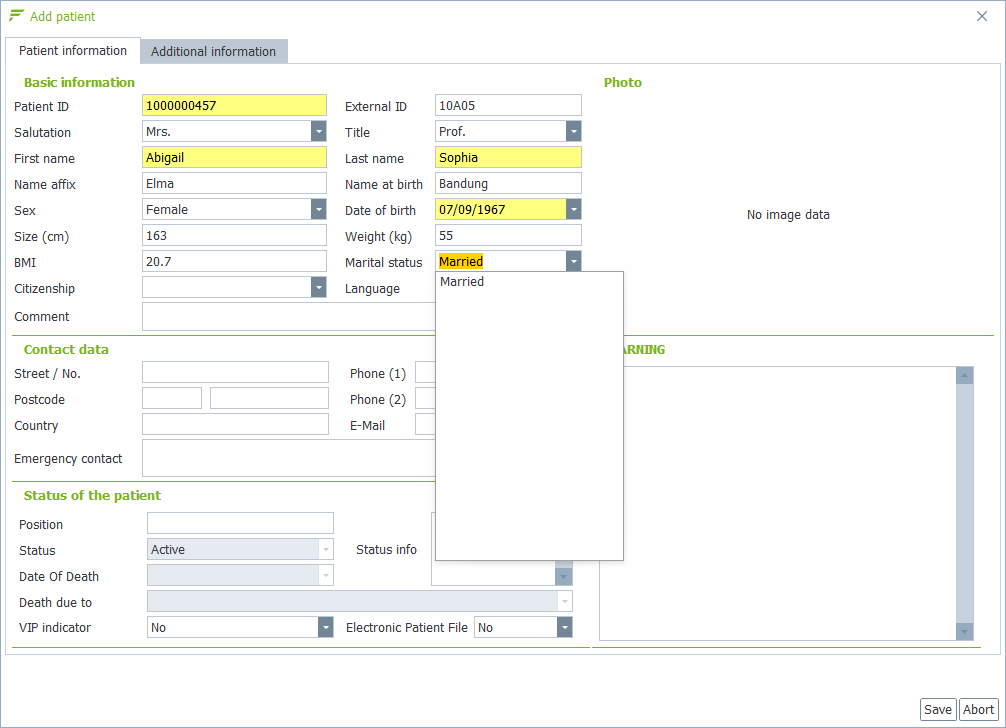 Add patient
Patient information Additional information
Basic information Photo
Patient ID 1000000457 External ID 10A05
Salutation Mrs. Title Prof.
First name Abigail Last name Sophia
Name affix Elma Name at birth Bandung
Sex Female Date of birth 07/09/1967
No image data
Size (cm) 163 Weight (kg) 55
BMI 20.7 Marital status Married
Married
Citizenship Language
Comment
Contact data ARNING
Street / No. Phone (1)
Postcode Phone (2)
Country E-Mail
Emergency contact
Status of the patient
Position
Status Active Status info
Date Of Death
Death due to
VIP indicator No Electronic Patient File No
Save Abort